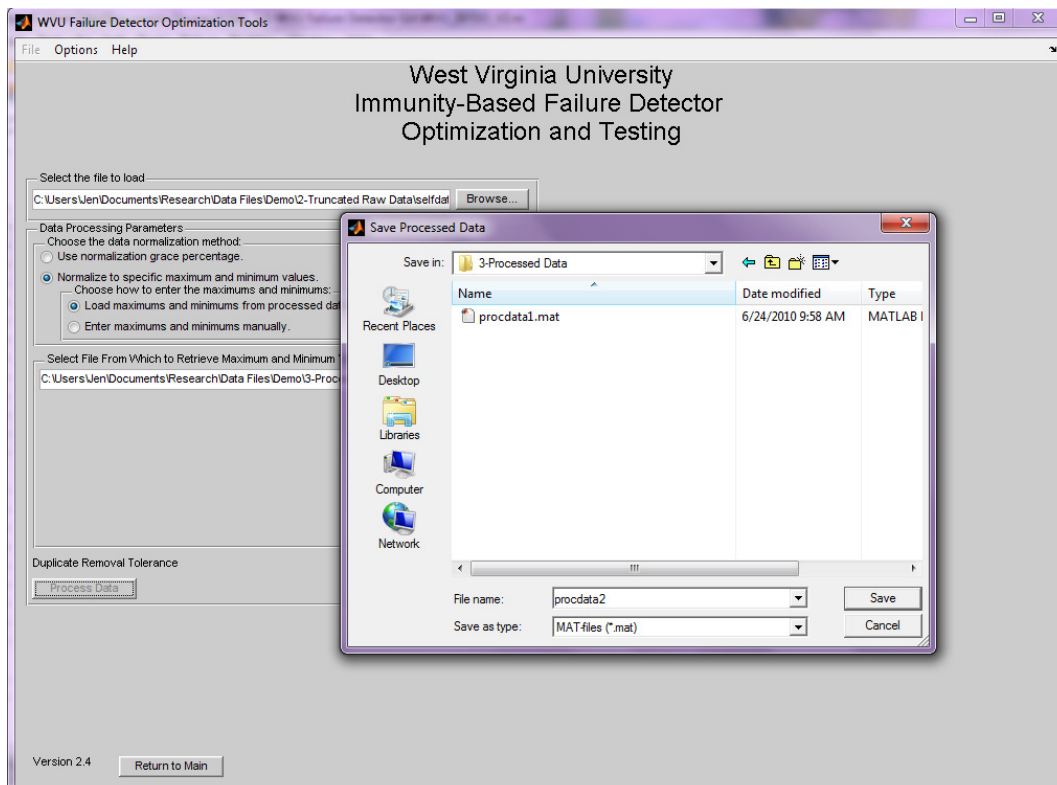 WVU Failure Detector Optimization Tools
File Options Help
West Virginia University
Immunity-Based Failure Detector
Optimization and Testing
Select the file to load
C:\Users\Jen\Documents\Research\Data Files\Demo\2-Truncated Raw Data\selfdat
Browse...
Data Processing Parameters
Choose the data normalization method:
Use normalization grace percentage.
Normalize to specific maximum and minimum values.
Choose how to enter the maximums and minimums:
Load maximums and minimums from processed dat
Enter maximums and minimums manually.
Select File From Which to Retrieve Maximum and Minimum
C:\Users\Jen\Documents\Research\Data Files\Demo\3-Proc
Duplicate Removal Tolerance
Process Data
Version 2.4
Return to Main
Save Processed Data
Save in:
3-Processed Data
Name
Date modified
Type
procdata1.mat
6/24/2010 9:58 AM
MATLAB
Recent Places
Desktop
Libraries
Computer
Network
File name:
procdata2
Save
Save as type:
MAT-files (*.mat)
Cancel